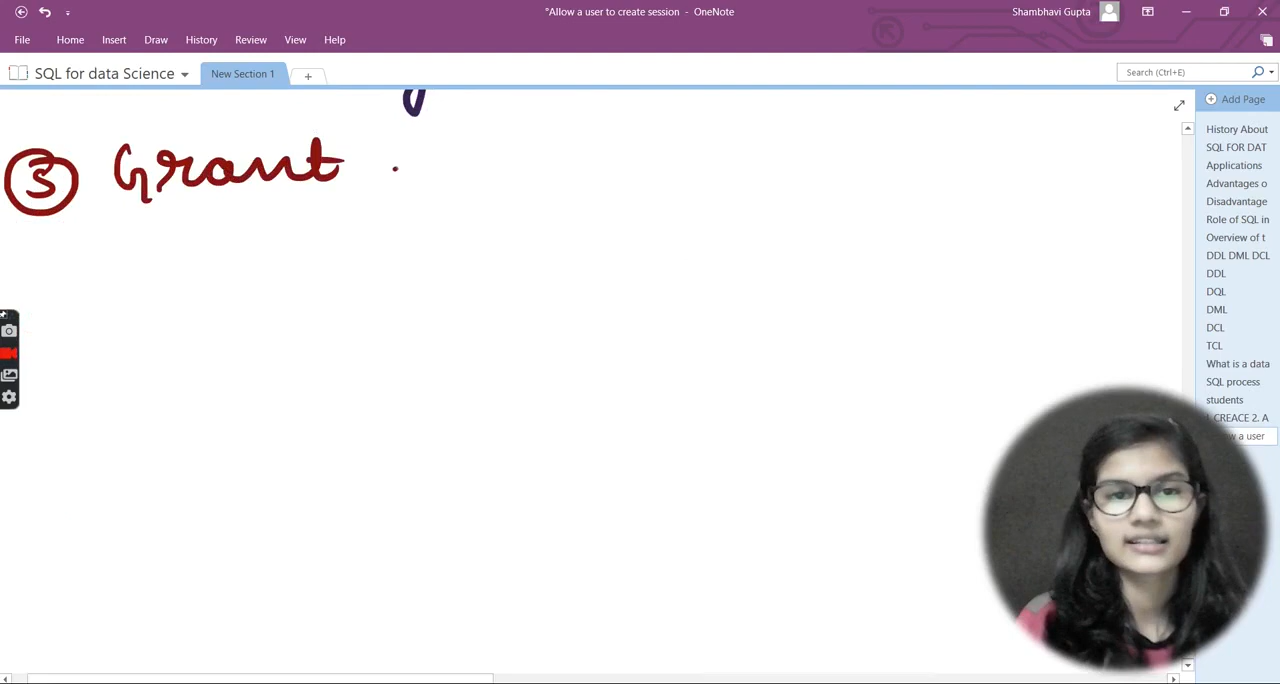 *Allow a user to create session - OneNote
Shambhavi Gupta
File Home Insert Draw History Review View Help
SQL for data Science
New Section 1
Search (Ctrl+E)
Add Page
③ Grant .
History About
SQL FOR DAT
Applications
Advantages o
Disadvantage
Role of SQL in
Overview of t
DDL DML DCL
DDL
DQL
DML
DCL
TCL
What is a data
SQL process
students
CREACE 2. A
w a user